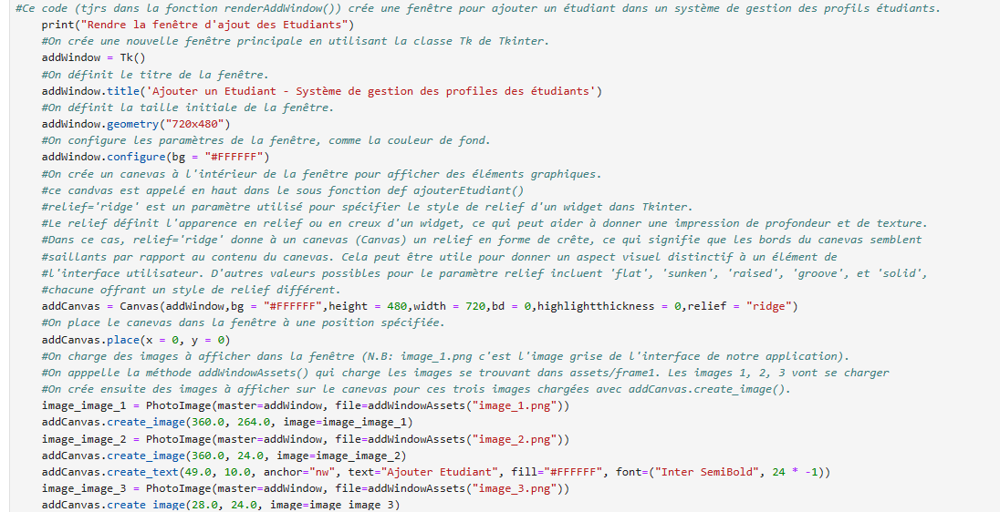 #Ce code (tjrs dans la fonction renderAddWindow()) crée une fenêtre pour ajouter un étudiant dans un système de gestion des profils étudiants.
print("Rendre la fenêtre d'ajout des Etudiants")
#On crée une nouvelle fenêtre principale en utilisant la classe Tk de Tkinter.
addWindow = Tk()
#On définit le titre de la fenêtre.
addWindow.title('Ajouter un Etudiant - Système de gestion des profiles des étudiants')
#On définit la taille initiale de la fenêtre.
addWindow.geometry("720x480")
#On configure les paramètres de la fenêtre, comme la couleur de fond.
addWindow.configure(bg = "#FFFFFF")
#On crée un canevas à l'intérieur de la fenêtre pour afficher des éléments graphiques.
#ce candvas est appelé en haut dans le sous fonction def ajouterEtudiant()
#relief='ridge' est un paramètre utilisé pour spécifier le style de relief d'un widget dans Tkinter.
#Le relief définit l'apparence en relief ou en creux d'un widget, ce qui peut aider à donner une impression de profondeur et de texture.
#Dans ce cas, relief='ridge' donne à un canevas (Canvas) un relief en forme de crête, ce qui signifie que les bords du canevas semblent
#saillants par rapport au contenu du canevas. Cela peut être utile pour donner un aspect visuel distinctif à un élément de
#l'interface utilisateur. D'autres valeurs possibles pour le paramètre relief incluent 'flat', 'sunken', 'raised', 'groove', et 'solid',
#chacune offrant un style de relief différent.
addCanvas = Canvas(addWindow,bg = "#FFFFFF",height = 480,width = 720,bd = 0,highlightthickness = 0,relief = "ridge")
#On place le canevas dans la fenêtre à une position spécifiée.
addCanvas.place(x = 0, y = 0)
#On charge des images à afficher dans la fenêtre (N.B: image_1.png c'est l'image grise de l'interface de notre application).
#On apppelle la méthode addWindowAssets() qui charge les images se trouvant dans assets/frame1. Les images 1, 2, 3 vont se charger
#On crée ensuite des images à afficher sur le canevas pour ces trois images chargées avec addCanvas.create_image().
image_image_1 = PhotoImage(master=addWindow, file=addWindowAssets("image_1.png"))
addCanvas.create_image(360.0, 264.0, image=image_image_1)
image_image_2 = PhotoImage(master=addWindow, file=addWindowAssets("image_2.png"))
addCanvas.create_image(360.0, 24.0, image=image_image_2)
addCanvas.create_text(49.0, 10.0, anchor="nw", text="Ajouter Etudiant", fill="#FFFFFF", font=("Inter SemiBold", 24 * -1))
image_image_3 = PhotoImage(master=addWindow, file=addWindowAssets("image_3.png"))
addCanvas.create_image(28.0, 24.0, image=image_image_3)